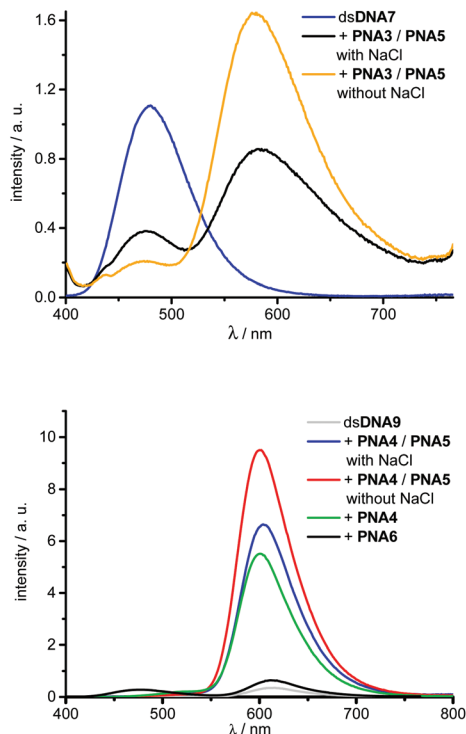 dsDNA7
+ PNA3 / PNA5
with NaCl
+ PNA3 / PNA5
without NaCl
1.6
1.2
0.8
0.4
0.0
intensity / a. u.
400 500 600 700
λ / nm
dsDNA9
+ PNA4 / PNA5
with NaCl
+ PNA4 / PNA5
without NaCl
+ PNA4
+ PNA6
10
8
6
4
2
0
intensity / a. u.
400 500 600 700 800
λ / nm